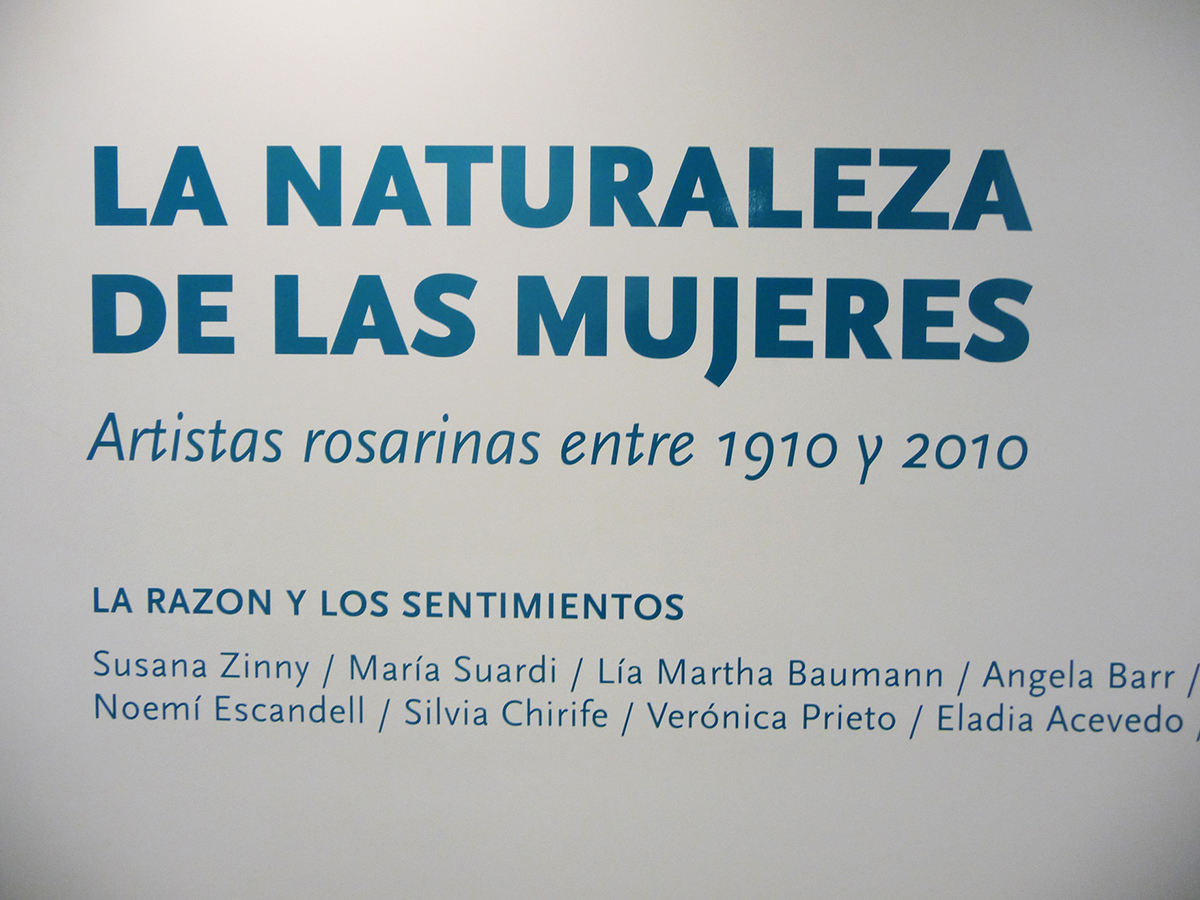 LA NATURALEZA
DE LAS MUJERES
Artistas rosarinas entre 1910 y 2010
LA RAZON Y LOS SENTIMIENTOS
Susana Zinny / María Suardi / Lía Martha Baumann / Angela Barr /
Noemí Escandell / Silvia Chirife / Verónica Prieto / Eladia Acevedo /